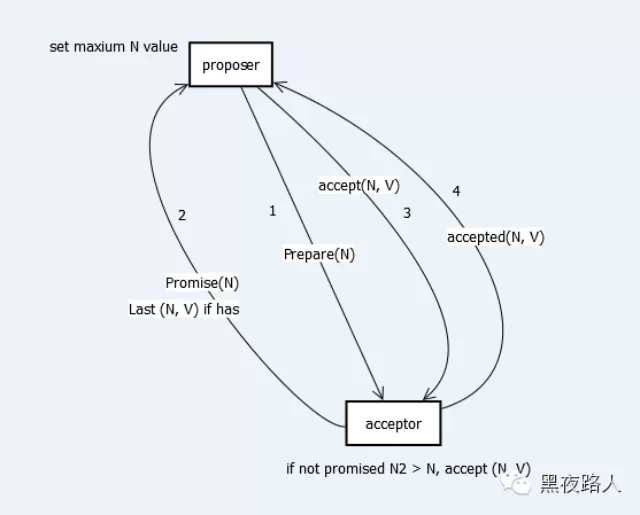 set maxium N value
proposer
accept(N, V)
4
2
1
3
accepted(N, V)
Prepare(N)
Promise(N)
Last (N, V) if has
acceptor
if not promised N2 > N, accept (N, V)
黑夜路人